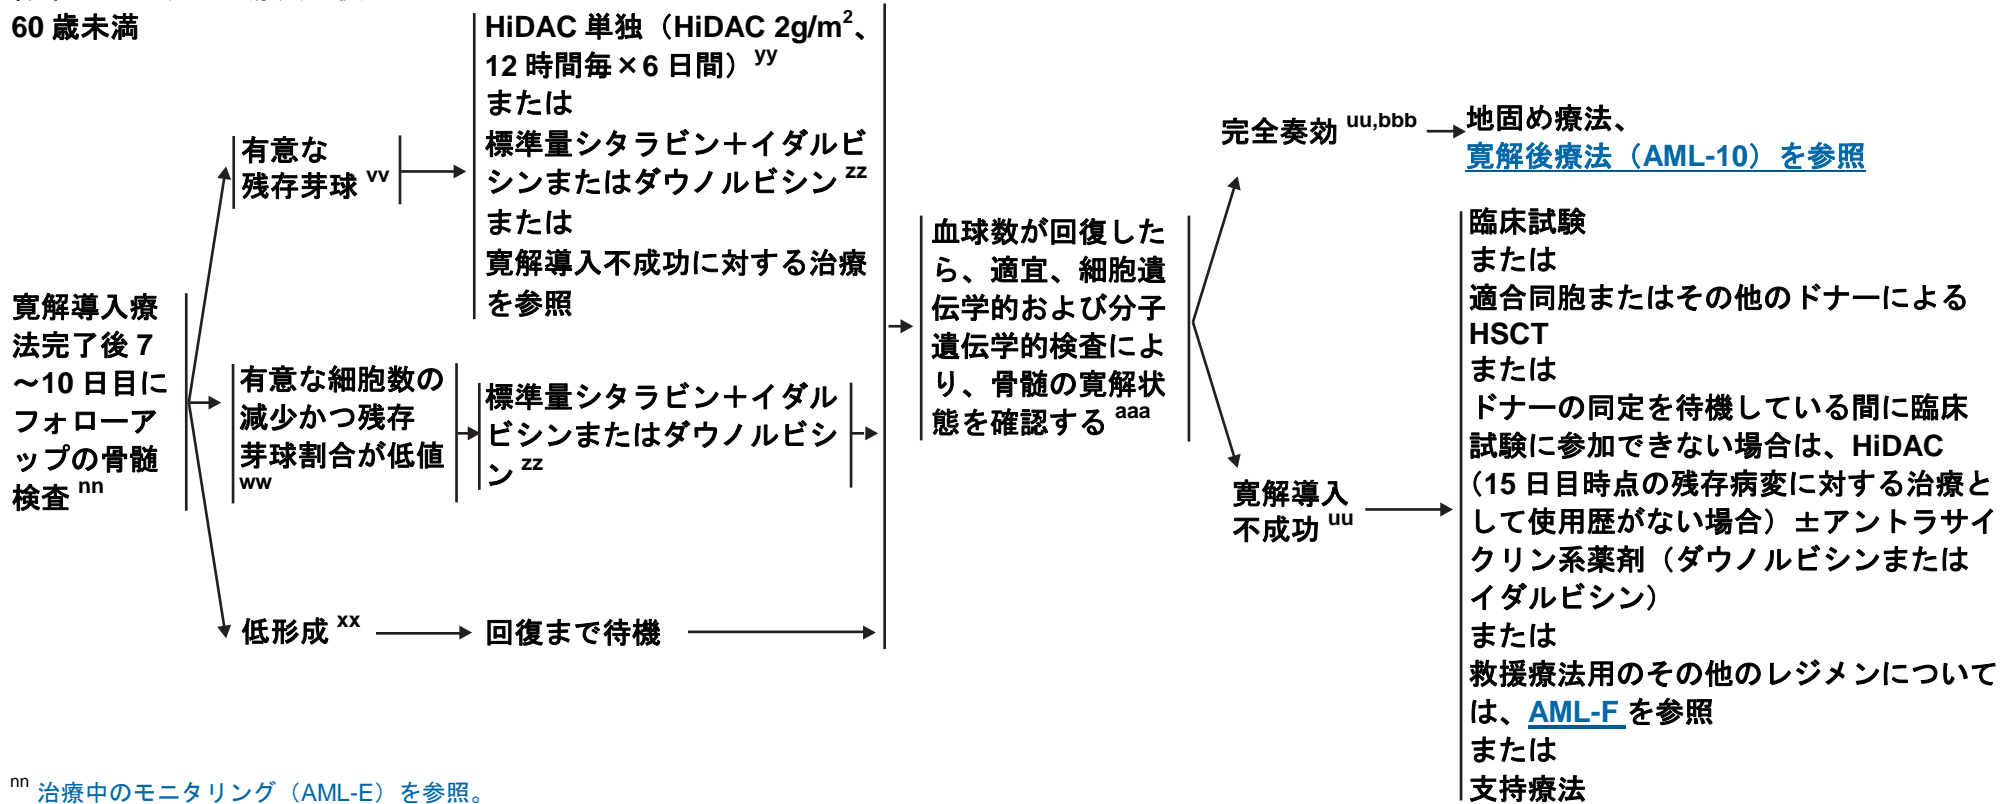 60 歳未満
寛解導入療
法完了後 7
～10 日目に
フォローア
ップの骨髄
検査 nn
有意な
残存芽球 vv
HiDAC 単独（HiDAC 2g/m2、
12 時間毎×6 日間）yy
または
標準量シタラビン＋イダルビ
シンまたはダウノルビシン zz
または
寛解導入不成功に対する治療
を参照
有意な細胞数の
減少かつ残存
芽球割合が低値
ww
標準量シタラビン＋イダル
ビシンまたはダウノルビシ
ン zz
低形成 xx
回復まで待機
血球数が回復した
ら、適宜、細胞遺
伝学的および分子
遺伝学的検査によ
り、骨髄の寛解状
態を確認する aaa
完全奏効 uu,bbb
地固め療法、
寛解後療法（AML-10）を参照
寛解導入
不成功 uu
臨床試験
または
適合同胞またはその他のドナーによる
HSCT
または
ドナーの同定を待機している間に臨床
試験に参加できない場合は、HiDAC
（15 日目時点の残存病変に対する治療と
して使用歴がない場合）±アントラサイ
クリン系薬剤（ダウノルビシンまたは
イダルビシン）
または
救援療法用のその他のレジメンについて
は、AML-F を参照
または
支持療法
nn 治療中のモニタリング（AML-E）を参照。